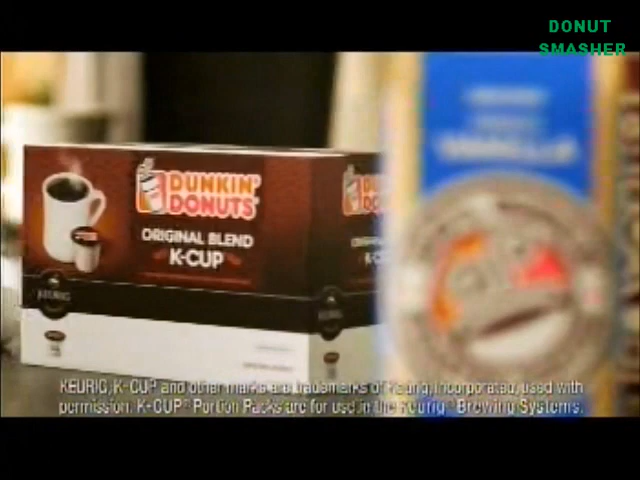 DONUT
SMASHER
DUNKIN'
DONUTS
ORIGINAL BLEND
K-CUP
KEURIG
VANILLA
KEURIG, K-CUP and other marks are trademarks of Keurig, Incorporated, used with
permission. K-CUP® Portion Packs are for use in the Keurig® Brewing Systems.